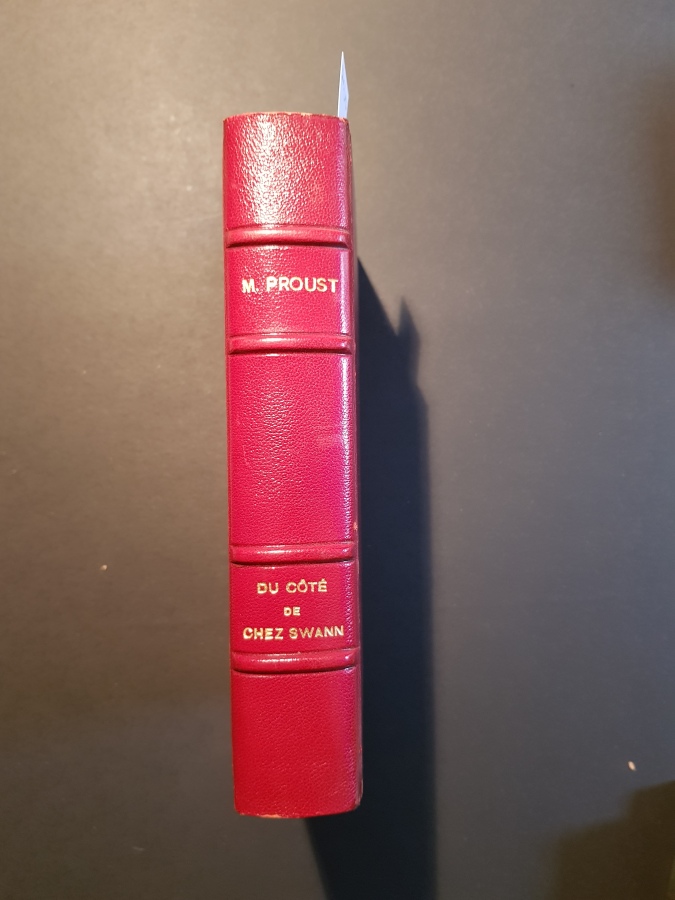 M. PROUST
DU CÔTÉ
DE
CHEZ SWANN